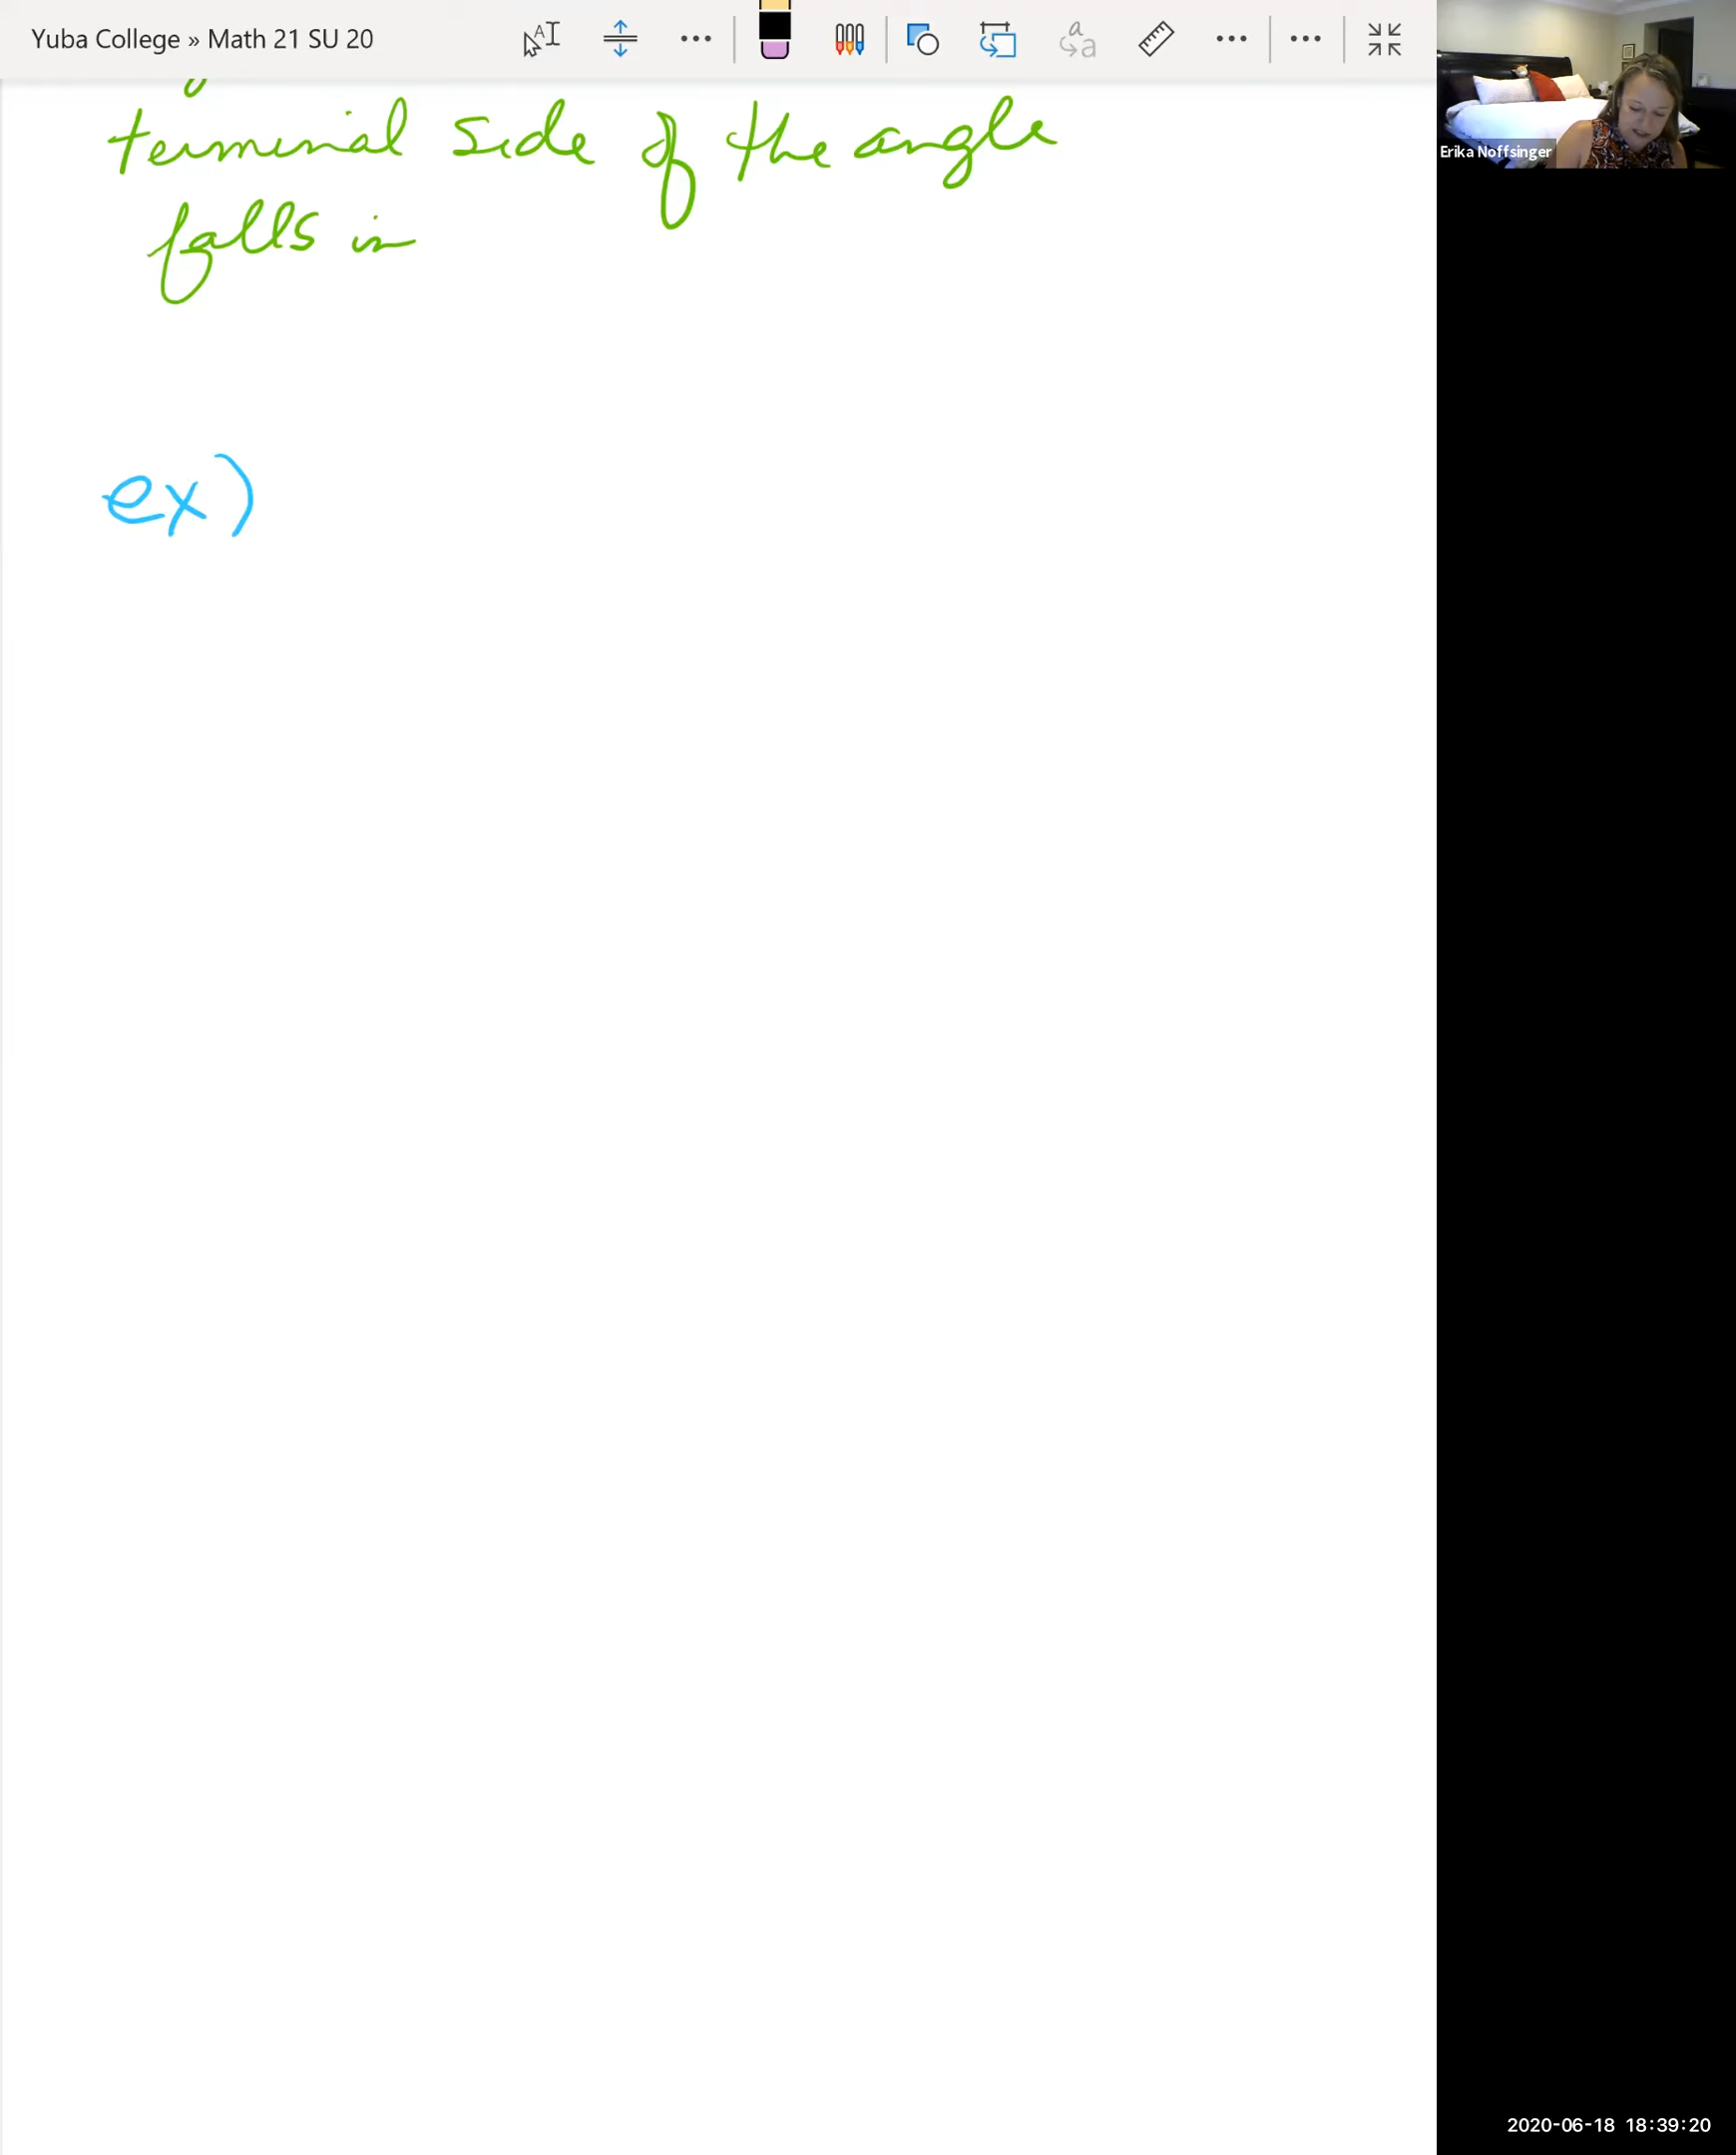 Yuba College » Math 21 SU 20
Erika Noffsinger
terminal side of the angle
falls in
ex)
2020-06-18 18:39:20